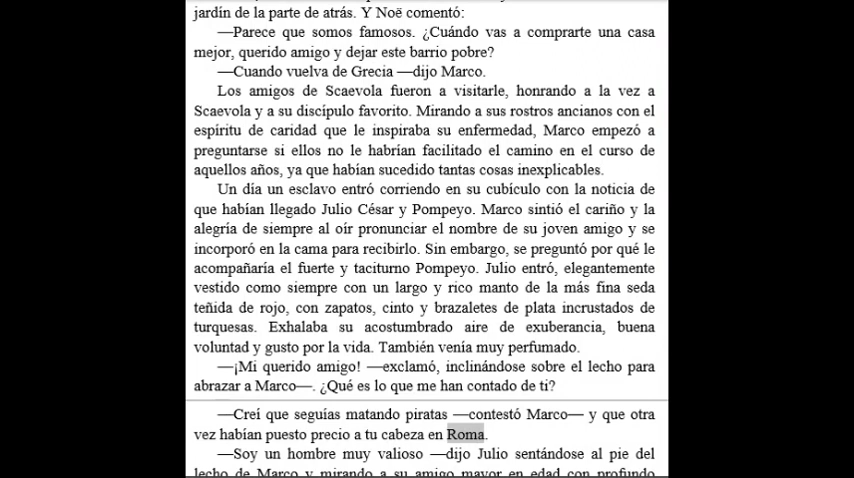 jardín de la parte de atrás. Y Noë comentó:
—Parece que somos famosos. ¿Cuándo vas a comprarte una casa
mejor, querido amigo y dejar este barrio pobre?
—Cuando vuelva de Grecia —dijo Marco.
Los amigos de Scaevola fueron a visitarle, honrando a la vez a
Scaevola y a su discípulo favorito. Mirando a sus rostros ancianos con el
espíritu de caridad que le inspiraba su enfermedad, Marco empezó a
preguntarse si ellos no le habrían facilitado el camino en el curso de
aquellos años, ya que habían sucedido tantas cosas inexplicables.
Un día un esclavo entró corriendo en su cubículo con la noticia de
que habían llegado Julio César y Pompeyo. Marco sintió el cariño y la
alegría de siempre al oír pronunciar el nombre de su joven amigo y se
incorporó en la cama para recibirlo. Sin embargo, se preguntó por qué le
acompañaría el fuerte y taciturno Pompeyo. Julio entró, elegantemente
vestido como siempre con un largo y rico manto de la más fina seda
teñida de rojo, con zapatos, cinto y brazaletes de plata incrustados de
turquesas. Exhalaba su acostumbrado aire de exuberancia, buena
voluntad y gusto por la vida. También venía muy perfumado.
—¡Mi querido amigo! —exclamó, inclinándose sobre el lecho para
abrazar a Marco—. ¿Qué es lo que me han contado de ti?
—Creí que seguías matando piratas —contestó Marco— y que otra
vez habían puesto precio a tu cabeza en Roma.
—Soy un hombre muy valioso —dijo Julio sentándose al pie del
lecho de Marco y mirando a su amigo mayor en edad con profundo